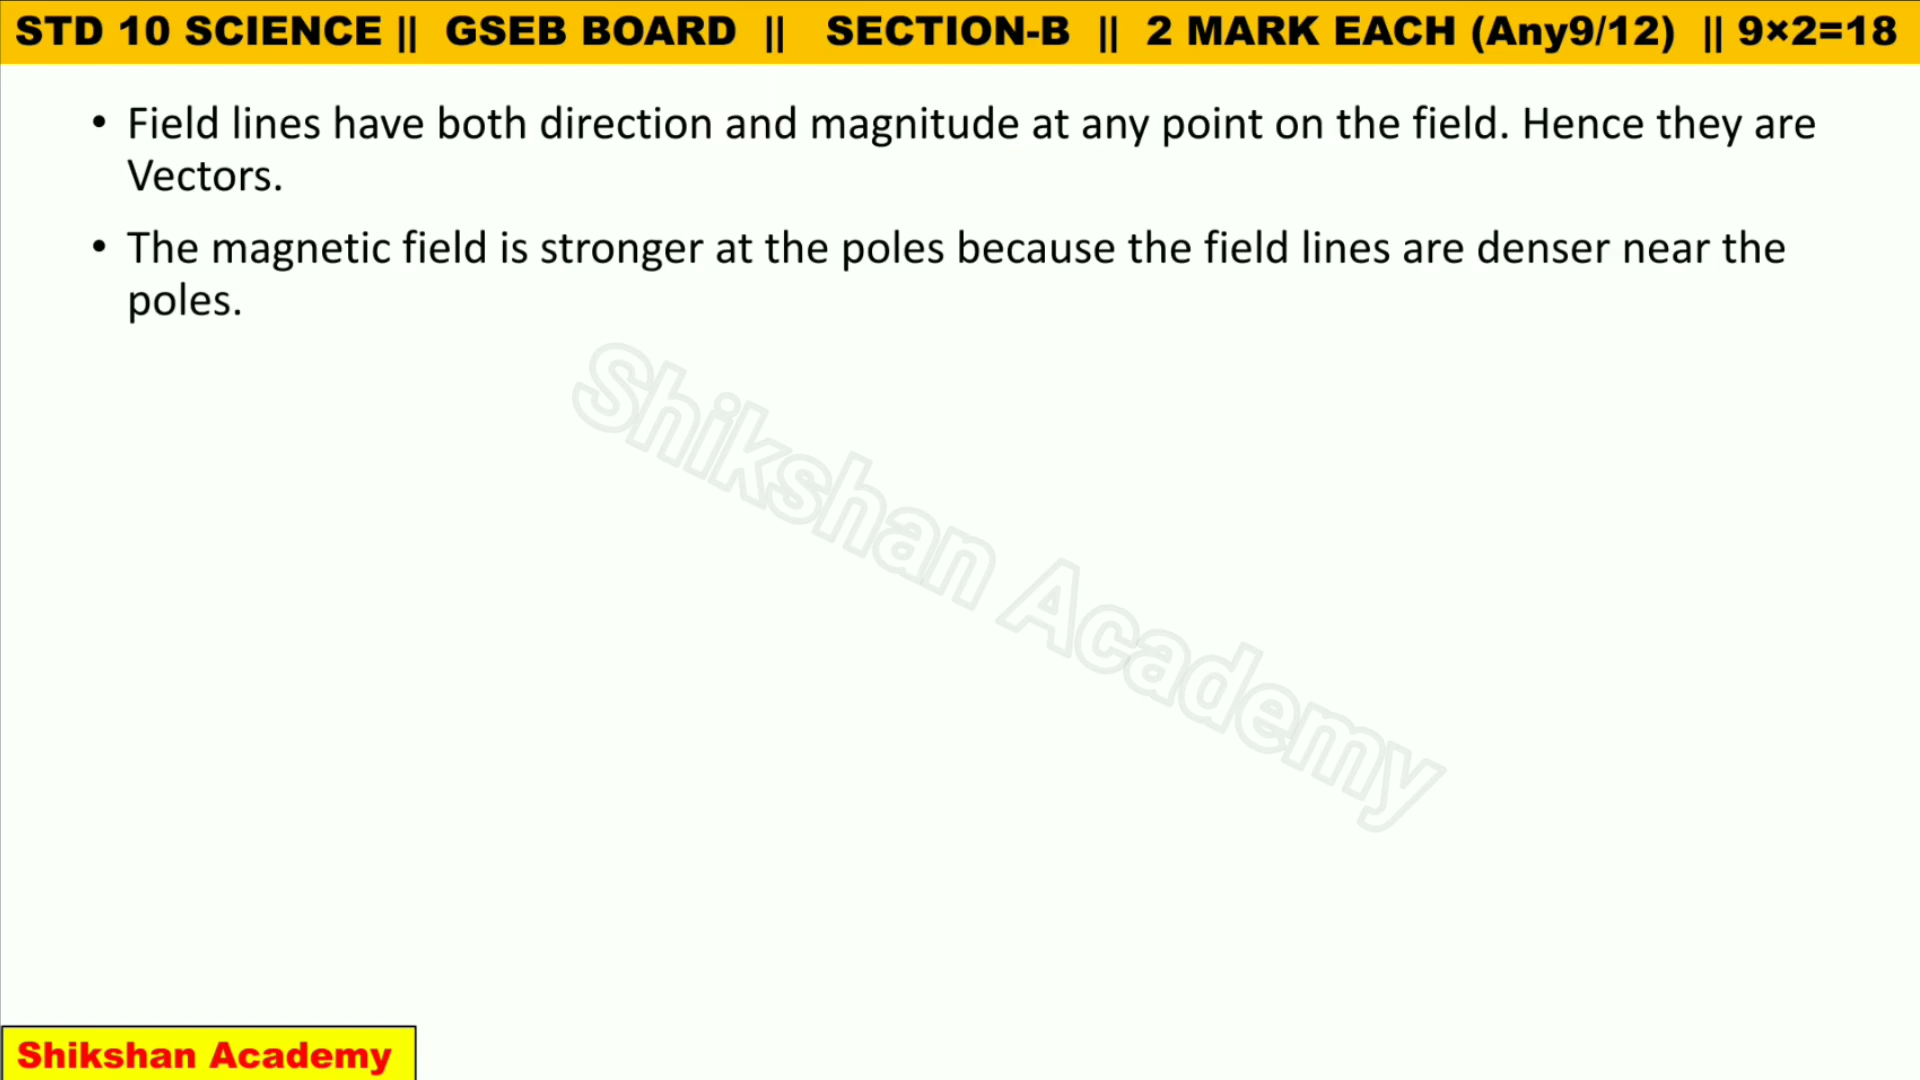 STD 10 SCIENCE || GSEB BOARD || SECTION-B || 2 MARK EACH (Any9/12) || 9×2=18
• Field lines have both direction and magnitude at any point on the field. Hence they are
Vectors.
• The magnetic field is stronger at the poles because the field lines are denser near the
poles.
Shikshan Academy
Shikshan Academy